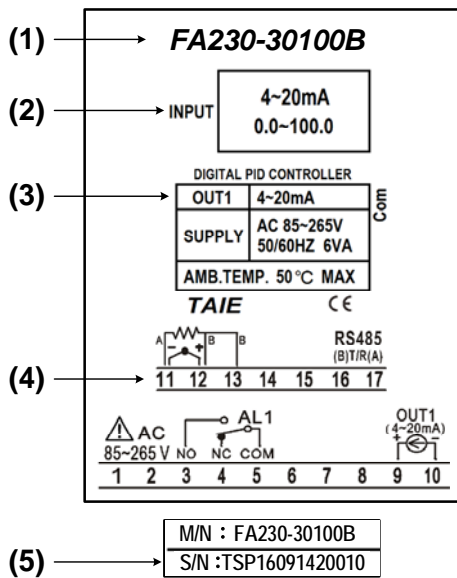 (1) FA230-30100B
(2) INPUT 4~20mA
0.0~100.0
DIGITAL PID CONTROLLER
(3) OUT1 4~20mA
Com
SUPPLY AC 85~265V
50/60HZ 6VA
AMB.TEMP. 50℃ MAX
TAIE CE
A B B
- +
RS485
(B)T/R(A)
(4) 11 12 13 14 15 16 17
AL1
OUT1
(4~20mA)
AC
85~265 V NO NC COM + -
1 2 3 4 5 6 7 8 9 10
M/N : FA230-30100B
(5) S/N :TSP16091420010